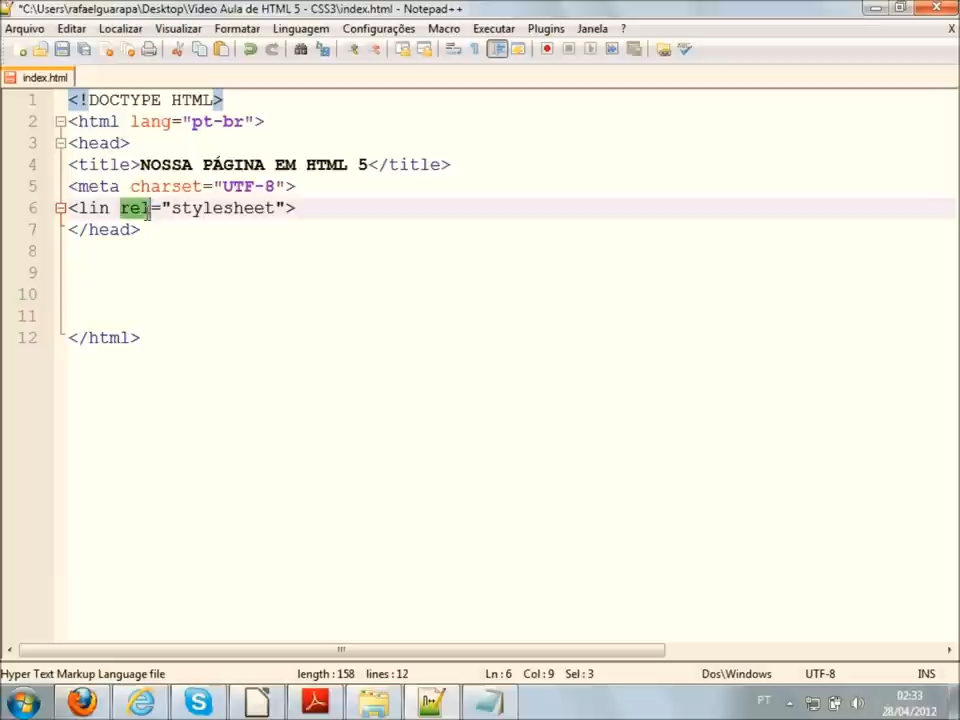 *C:\Users\rafaelguarapa\Desktop\Video Aula de HTML 5 - CSS3\index.html - Notepad++
Arquivo Editar Localizar Visualizar Formatar Linguagem Configurações Macro Executar Plugins Janela ? X
index.html
1 <!DOCTYPE HTML>
2 <html lang="pt-br">
3 <head>
4 <title>NOSSA PÁGINA EM HTML 5</title>
5 <meta charset="UTF-8">
6 <lin rel="stylesheet">
7 </head>
8
9
10
11
12 </html>
Hyper Text Markup Language file length:158 lines:12 Ln:6 Col:9 Sel:3 Dos\Windows UTF-8 INS
PT 02:33
28/04/2012